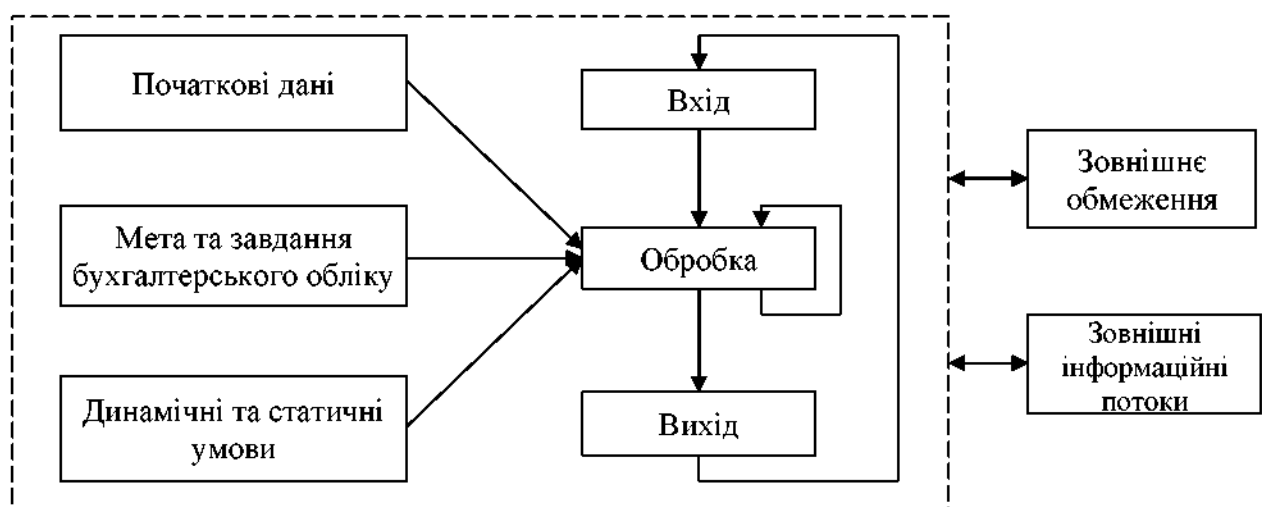 Початкові дані
Мета та завдання
бухгалтерського обліку
Динамічні та статичні
умови
Вхід
Обробка
Вихід
Зовнішнє
обмеження
Зовнішні
інформаційні
потоки